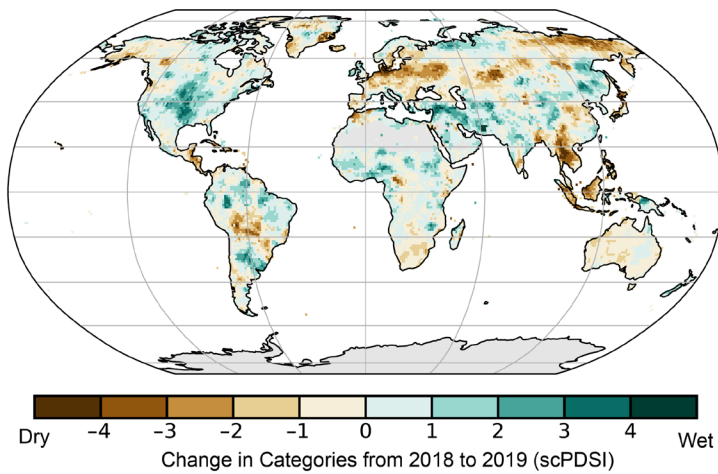 Dry −4 −3 −2 −1 0 1 2 3 4 Wet
Change in Categories from 2018 to 2019 (scPDSI)